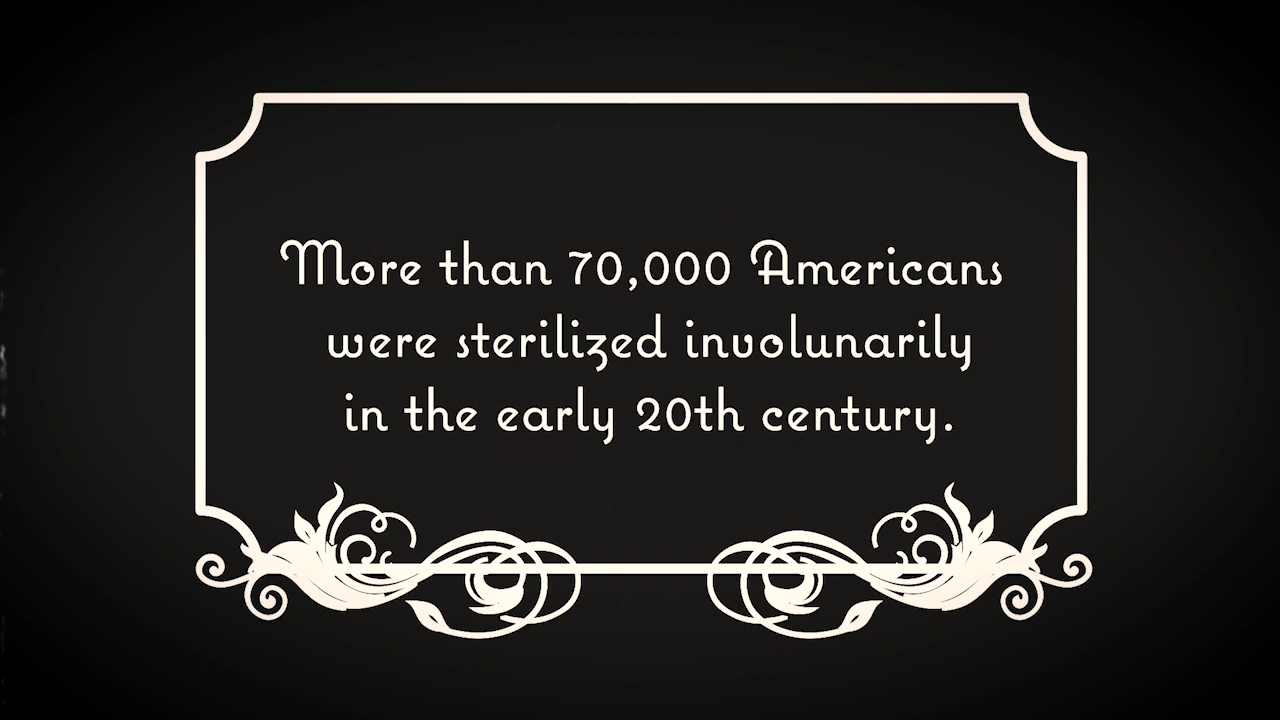 More than 70,000 Americans
were sterilized involunarily
in the early 20th century.